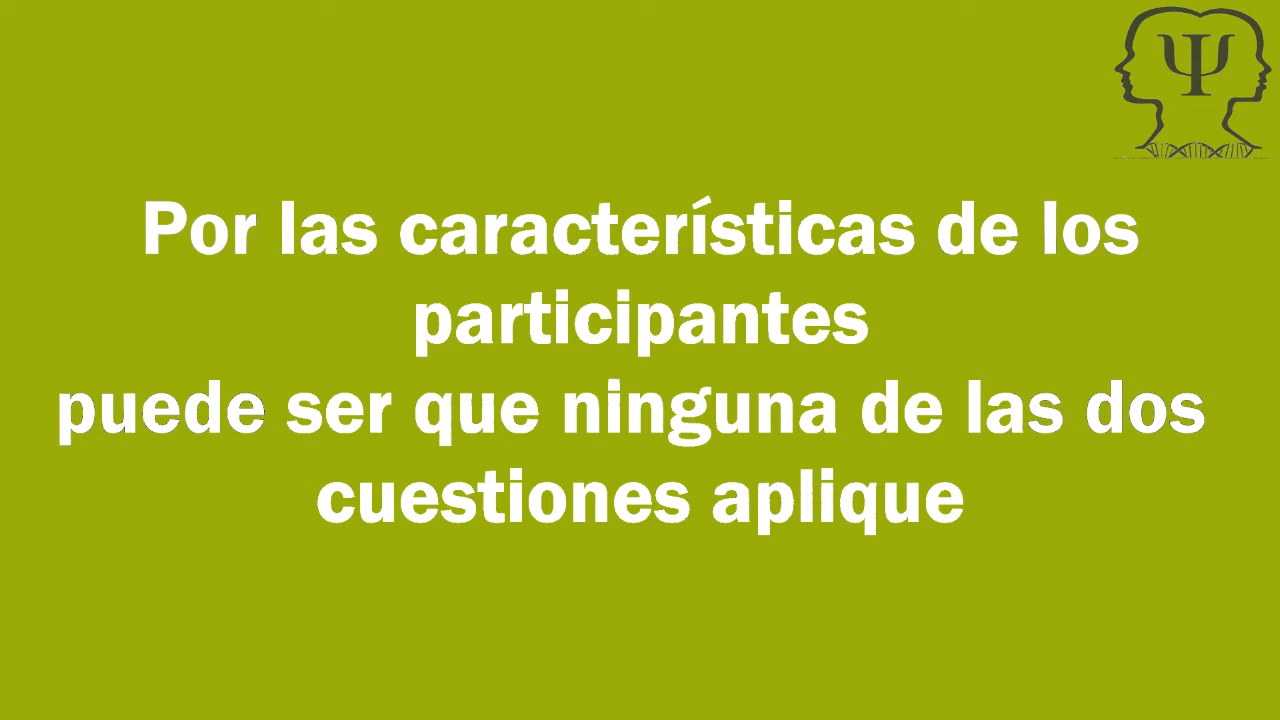 Ψ
Por las características de los
participantes
puede ser que ninguna de las dos
cuestiones aplique